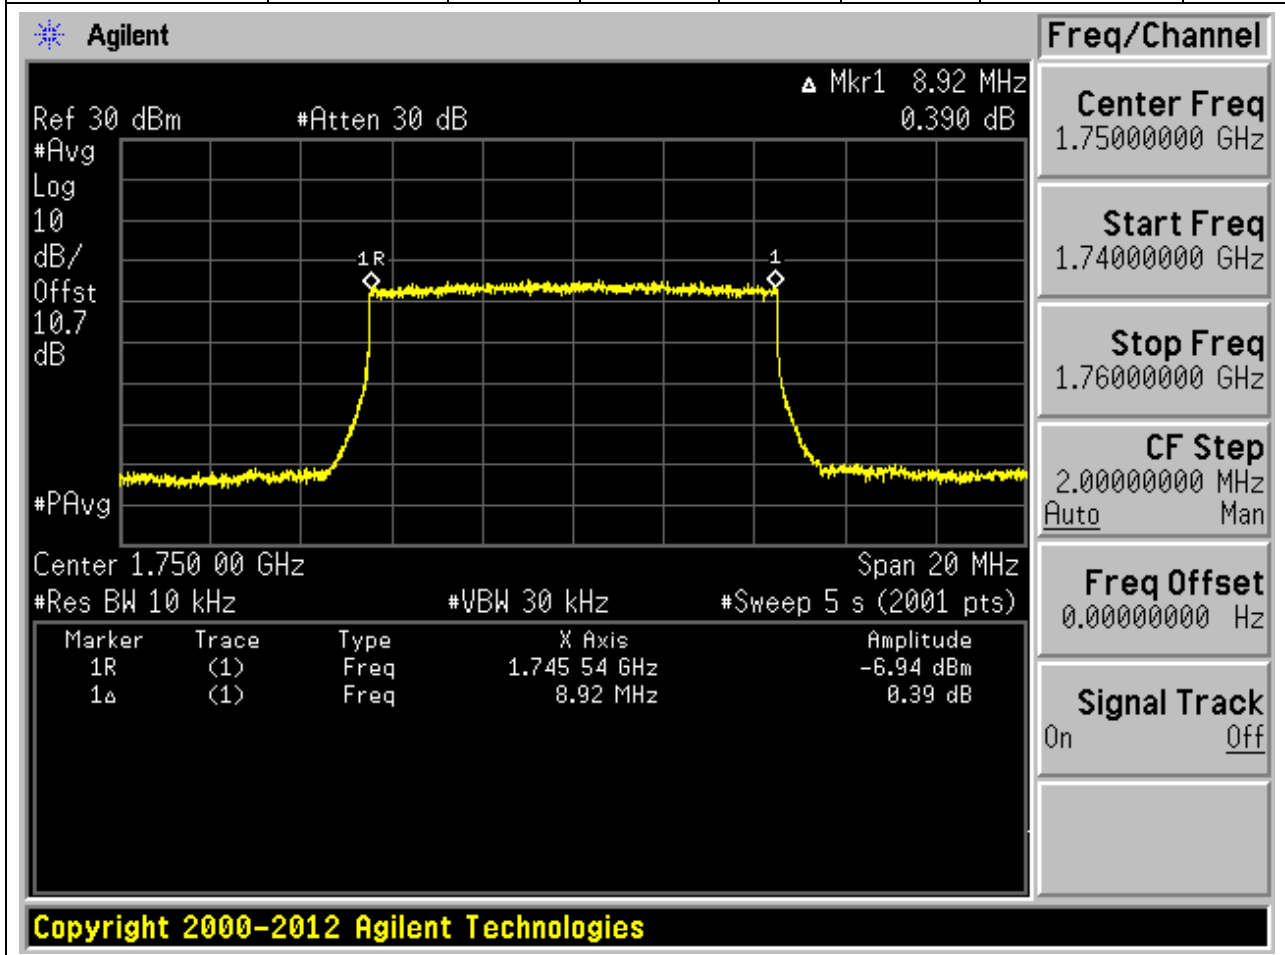 Agilent
Freq/Channel
▵ Mkr1 8.92 MHz
Ref 30 dBm #Atten 30 dB 0.390 dB
#Avg
Log
10
dB/
Offst
10.7
dB
1R 1
#PAvg
Center 1.750 00 GHz Span 20 MHz
#Res BW 10 kHz #VBW 30 kHz #Sweep 5 s (2001 pts)
Marker Trace Type X Axis Amplitude
1R (1) Freq 1.745 54 GHz -6.94 dBm
1▵ (1) Freq 8.92 MHz 0.39 dB
Center Freq
1.75000000 GHz
Start Freq
1.74000000 GHz
Stop Freq
1.76000000 GHz
CF Step
2.00000000 MHz
Auto Man
Freq Offset
0.00000000 Hz
Signal Track
On Off
Copyright 2000-2012 Agilent Technologies